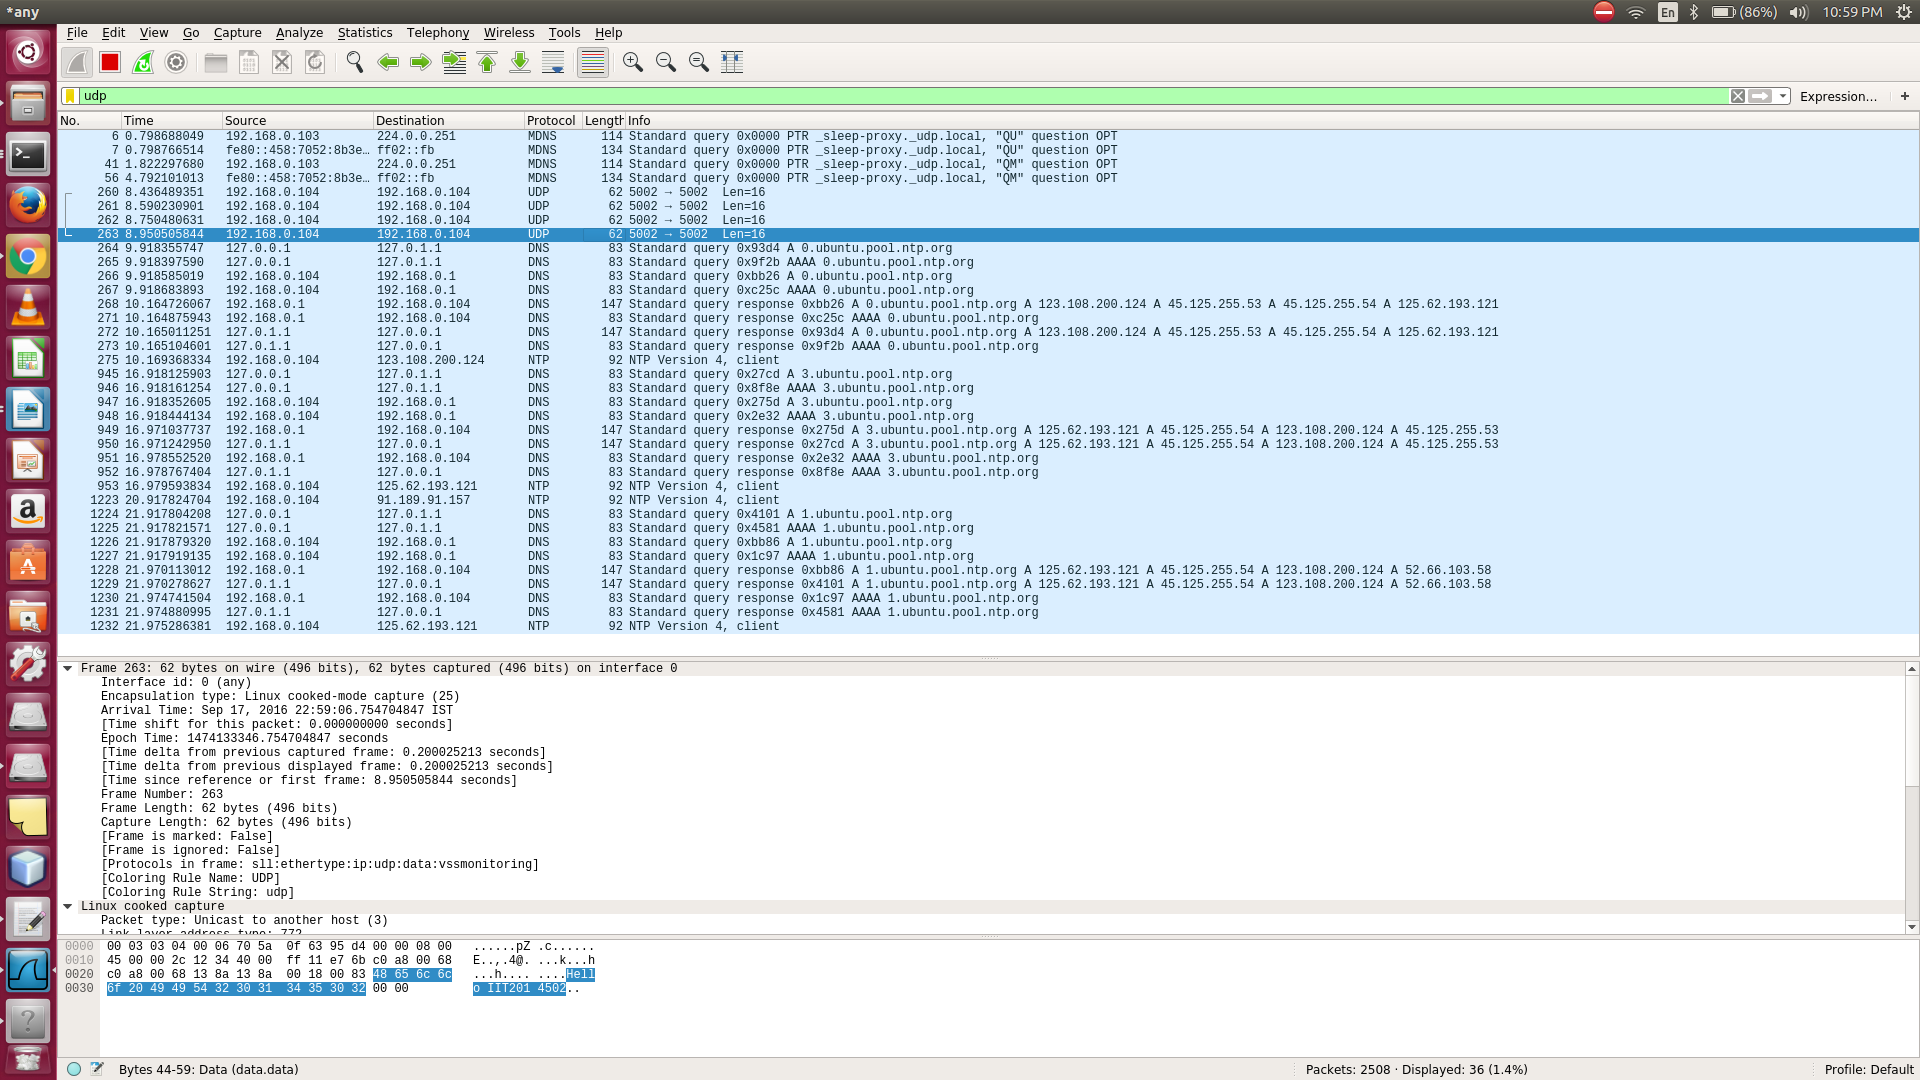 *any
En
(86%)
10:59 PM
File Edit View Go Capture Analyze Statistics Telephony Wireless Tools Help
udp
Expression…
+
No. Time Source Destination Protocol Length Info
6 0.798688049 192.168.0.103 224.0.0.251 MDNS 114 Standard query 0x0000 PTR _sleep-proxy._udp.local, "QU" question OPT
7 0.798766514 fe80::458:7052:8b3e… ff02::fb MDNS 134 Standard query 0x0000 PTR _sleep-proxy._udp.local, "QU" question OPT
41 1.822297680 192.168.0.103 224.0.0.251 MDNS 114 Standard query 0x0000 PTR _sleep-proxy._udp.local, "QM" question OPT
56 4.792101013 fe80::458:7052:8b3e… ff02::fb MDNS 134 Standard query 0x0000 PTR _sleep-proxy._udp.local, "QM" question OPT
260 8.436489351 192.168.0.104 192.168.0.104 UDP 62 5002 → 5002 Len=16
261 8.590230901 192.168.0.104 192.168.0.104 UDP 62 5002 → 5002 Len=16
262 8.750480631 192.168.0.104 192.168.0.104 UDP 62 5002 → 5002 Len=16
263 8.950505844 192.168.0.104 192.168.0.104 UDP 62 5002 → 5002 Len=16
264 9.918355747 127.0.0.1 127.0.1.1 DNS 83 Standard query 0x93d4 A 0.ubuntu.pool.ntp.org
265 9.918397590 127.0.0.1 127.0.1.1 DNS 83 Standard query 0x9f2b AAAA 0.ubuntu.pool.ntp.org
266 9.918585019 192.168.0.104 192.168.0.1 DNS 83 Standard query 0xbb26 A 0.ubuntu.pool.ntp.org
267 9.918683893 192.168.0.104 192.168.0.1 DNS 83 Standard query 0xc25c AAAA 0.ubuntu.pool.ntp.org
268 10.164726067 192.168.0.1 192.168.0.104 DNS 147 Standard query response 0xbb26 A 0.ubuntu.pool.ntp.org A 123.108.200.124 A 45.125.255.53 A 45.125.255.54 A 125.62.193.121
271 10.164875943 192.168.0.1 192.168.0.104 DNS 83 Standard query response 0xc25c AAAA 0.ubuntu.pool.ntp.org
272 10.165011251 127.0.1.1 127.0.0.1 DNS 147 Standard query response 0x93d4 A 0.ubuntu.pool.ntp.org A 123.108.200.124 A 45.125.255.53 A 45.125.255.54 A 125.62.193.121
273 10.165104601 127.0.1.1 127.0.0.1 DNS 83 Standard query response 0x9f2b AAAA 0.ubuntu.pool.ntp.org
275 10.169368334 192.168.0.104 123.108.200.124 NTP 92 NTP Version 4, client
945 16.918125903 127.0.0.1 127.0.1.1 DNS 83 Standard query 0x27cd A 3.ubuntu.pool.ntp.org
946 16.918161254 127.0.0.1 127.0.1.1 DNS 83 Standard query 0x8f8e AAAA 3.ubuntu.pool.ntp.org
947 16.918352605 192.168.0.104 192.168.0.1 DNS 83 Standard query 0x275d A 3.ubuntu.pool.ntp.org
948 16.918444134 192.168.0.104 192.168.0.1 DNS 83 Standard query 0x2e32 AAAA 3.ubuntu.pool.ntp.org
949 16.971037737 192.168.0.1 192.168.0.104 DNS 147 Standard query response 0x275d A 3.ubuntu.pool.ntp.org A 125.62.193.121 A 45.125.255.54 A 123.108.200.124 A 45.125.255.53
950 16.971242950 127.0.1.1 127.0.0.1 DNS 147 Standard query response 0x27cd A 3.ubuntu.pool.ntp.org A 125.62.193.121 A 45.125.255.54 A 123.108.200.124 A 45.125.255.53
951 16.978552520 192.168.0.1 192.168.0.104 DNS 83 Standard query response 0x2e32 AAAA 3.ubuntu.pool.ntp.org
952 16.978767404 127.0.1.1 127.0.0.1 DNS 83 Standard query response 0x8f8e AAAA 3.ubuntu.pool.ntp.org
953 16.979593834 192.168.0.104 125.62.193.121 NTP 92 NTP Version 4, client
1223 20.917824704 192.168.0.104 91.189.91.157 NTP 92 NTP Version 4, client
1224 21.917804208 127.0.0.1 127.0.1.1 DNS 83 Standard query 0x4101 A 1.ubuntu.pool.ntp.org
1225 21.917821571 127.0.0.1 127.0.1.1 DNS 83 Standard query 0x4581 AAAA 1.ubuntu.pool.ntp.org
1226 21.917879320 192.168.0.104 192.168.0.1 DNS 83 Standard query 0xbb86 A 1.ubuntu.pool.ntp.org
1227 21.917919135 192.168.0.104 192.168.0.1 DNS 83 Standard query 0x1c97 AAAA 1.ubuntu.pool.ntp.org
1228 21.970113012 192.168.0.1 192.168.0.104 DNS 147 Standard query response 0xbb86 A 1.ubuntu.pool.ntp.org A 125.62.193.121 A 45.125.255.54 A 123.108.200.124 A 52.66.103.58
1229 21.970278627 127.0.1.1 127.0.0.1 DNS 147 Standard query response 0x4101 A 1.ubuntu.pool.ntp.org A 125.62.193.121 A 45.125.255.54 A 123.108.200.124 A 52.66.103.58
1230 21.974741504 192.168.0.1 192.168.0.104 DNS 83 Standard query response 0x1c97 AAAA 1.ubuntu.pool.ntp.org
1231 21.974880995 127.0.1.1 127.0.0.1 DNS 83 Standard query response 0x4581 AAAA 1.ubuntu.pool.ntp.org
1232 21.975286381 192.168.0.104 125.62.193.121 NTP 92 NTP Version 4, client
Frame 263: 62 bytes on wire (496 bits), 62 bytes captured (496 bits) on interface 0
Interface id: 0 (any)
Encapsulation type: Linux cooked-mode capture (25)
Arrival Time: Sep 17, 2016 22:59:06.754704847 IST
[Time shift for this packet: 0.000000000 seconds]
Epoch Time: 1474133346.754704847 seconds
[Time delta from previous captured frame: 0.200025213 seconds]
[Time delta from previous displayed frame: 0.200025213 seconds]
[Time since reference or first frame: 8.950505844 seconds]
Frame Number: 263
Frame Length: 62 bytes (496 bits)
Capture Length: 62 bytes (496 bits)
[Frame is marked: False]
[Frame is ignored: False]
[Protocols in frame: sll:ethertype:ip:udp:data:vssmonitoring]
[Coloring Rule Name: UDP]
[Coloring Rule String: udp]
Linux cooked capture
Packet type: Unicast to another host (3)
Link-layer address type: 772
0000 00 03 03 04 00 06 70 5a 0f 63 95 d4 00 00 08 00 ......pZ .c......
0010 45 00 00 2c 12 34 40 00 ff 11 e7 6b c0 a8 00 68 E..,.4@. ...k...h
0020 c0 a8 00 68 13 8a 13 8a 00 18 00 83 48 65 6c 6c ...h.... ....Hell
0030 6f 20 49 49 54 32 30 31 34 35 30 32 00 00 o IIT201 4502..
Bytes 44-59: Data (data.data)
Packets: 2508 · Displayed: 36 (1.4%)
Profile: Default